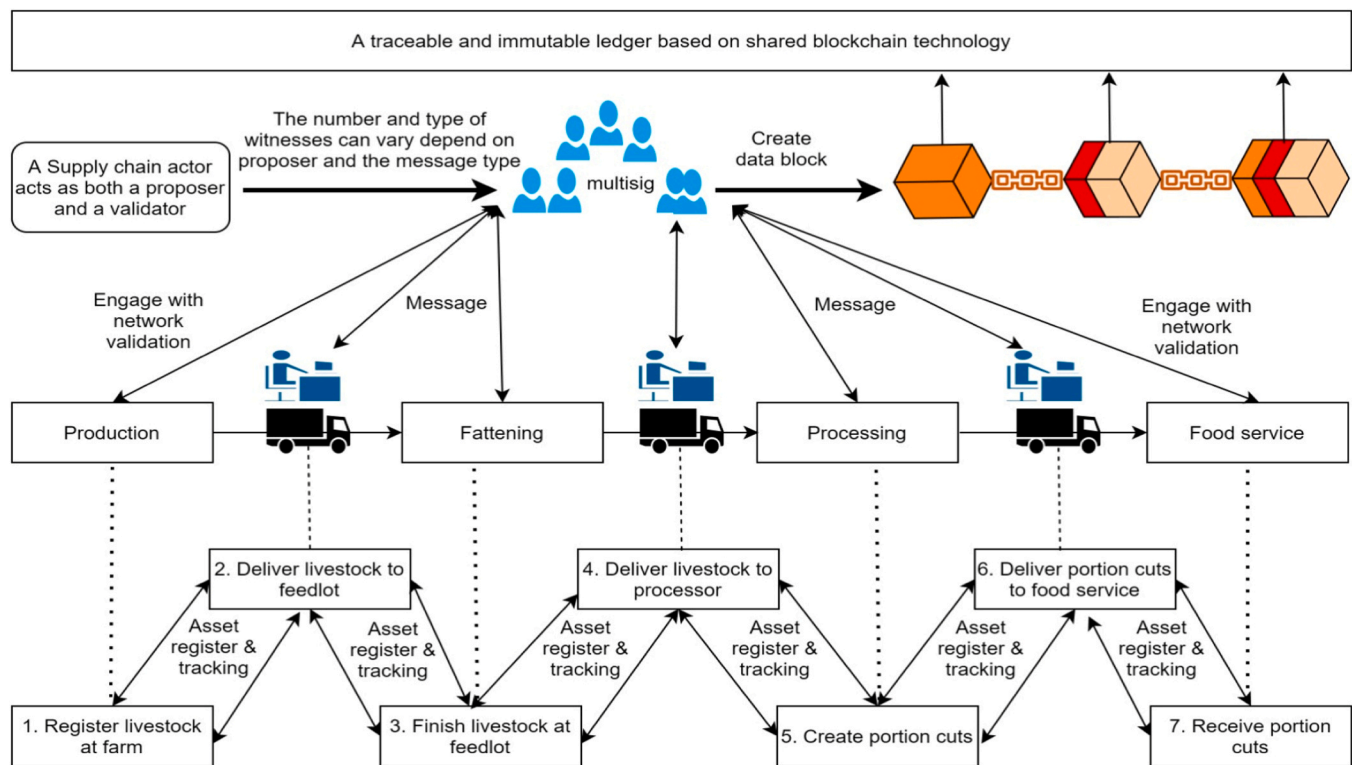 A traceable and immutable ledger based on shared blockchain technology
The number and type of
witnesses can vary depend on
proposer and the message type
A Supply chain actor
acts as both a proposer
and a validator
multisig
Create
data block
Engage with
network
validation
Message
Message
Engage with
network
validation
Production
Fattening
Processing
Food service
2. Deliver livestock to
feedlot
4. Deliver livestock to
processor
6. Deliver portion cuts
to food service
Asset
register &
tracking
Asset
register &
tracking
Asset
register &
tracking
Asset
register &
tracking
Asset
register &
tracking
Asset
register &
tracking
1. Register livestock
at farm
3. Finish livestock at
feedlot
5. Create portion cuts
7. Receive portion
cuts